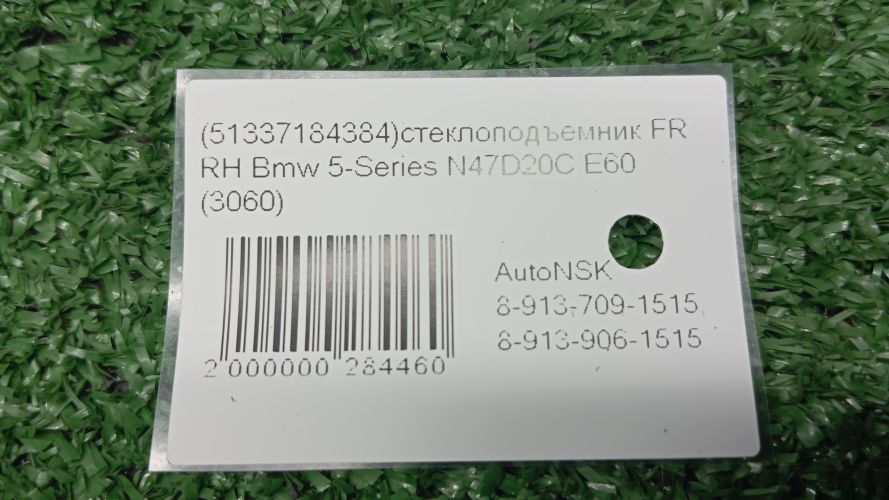 (51337184384)стеклоподъемник FR
RH Bmw 5-Series N47D20C E60
(3060)
AutoNSK
8-913-709-1515,
8-913-906-1515
2 000000 284460